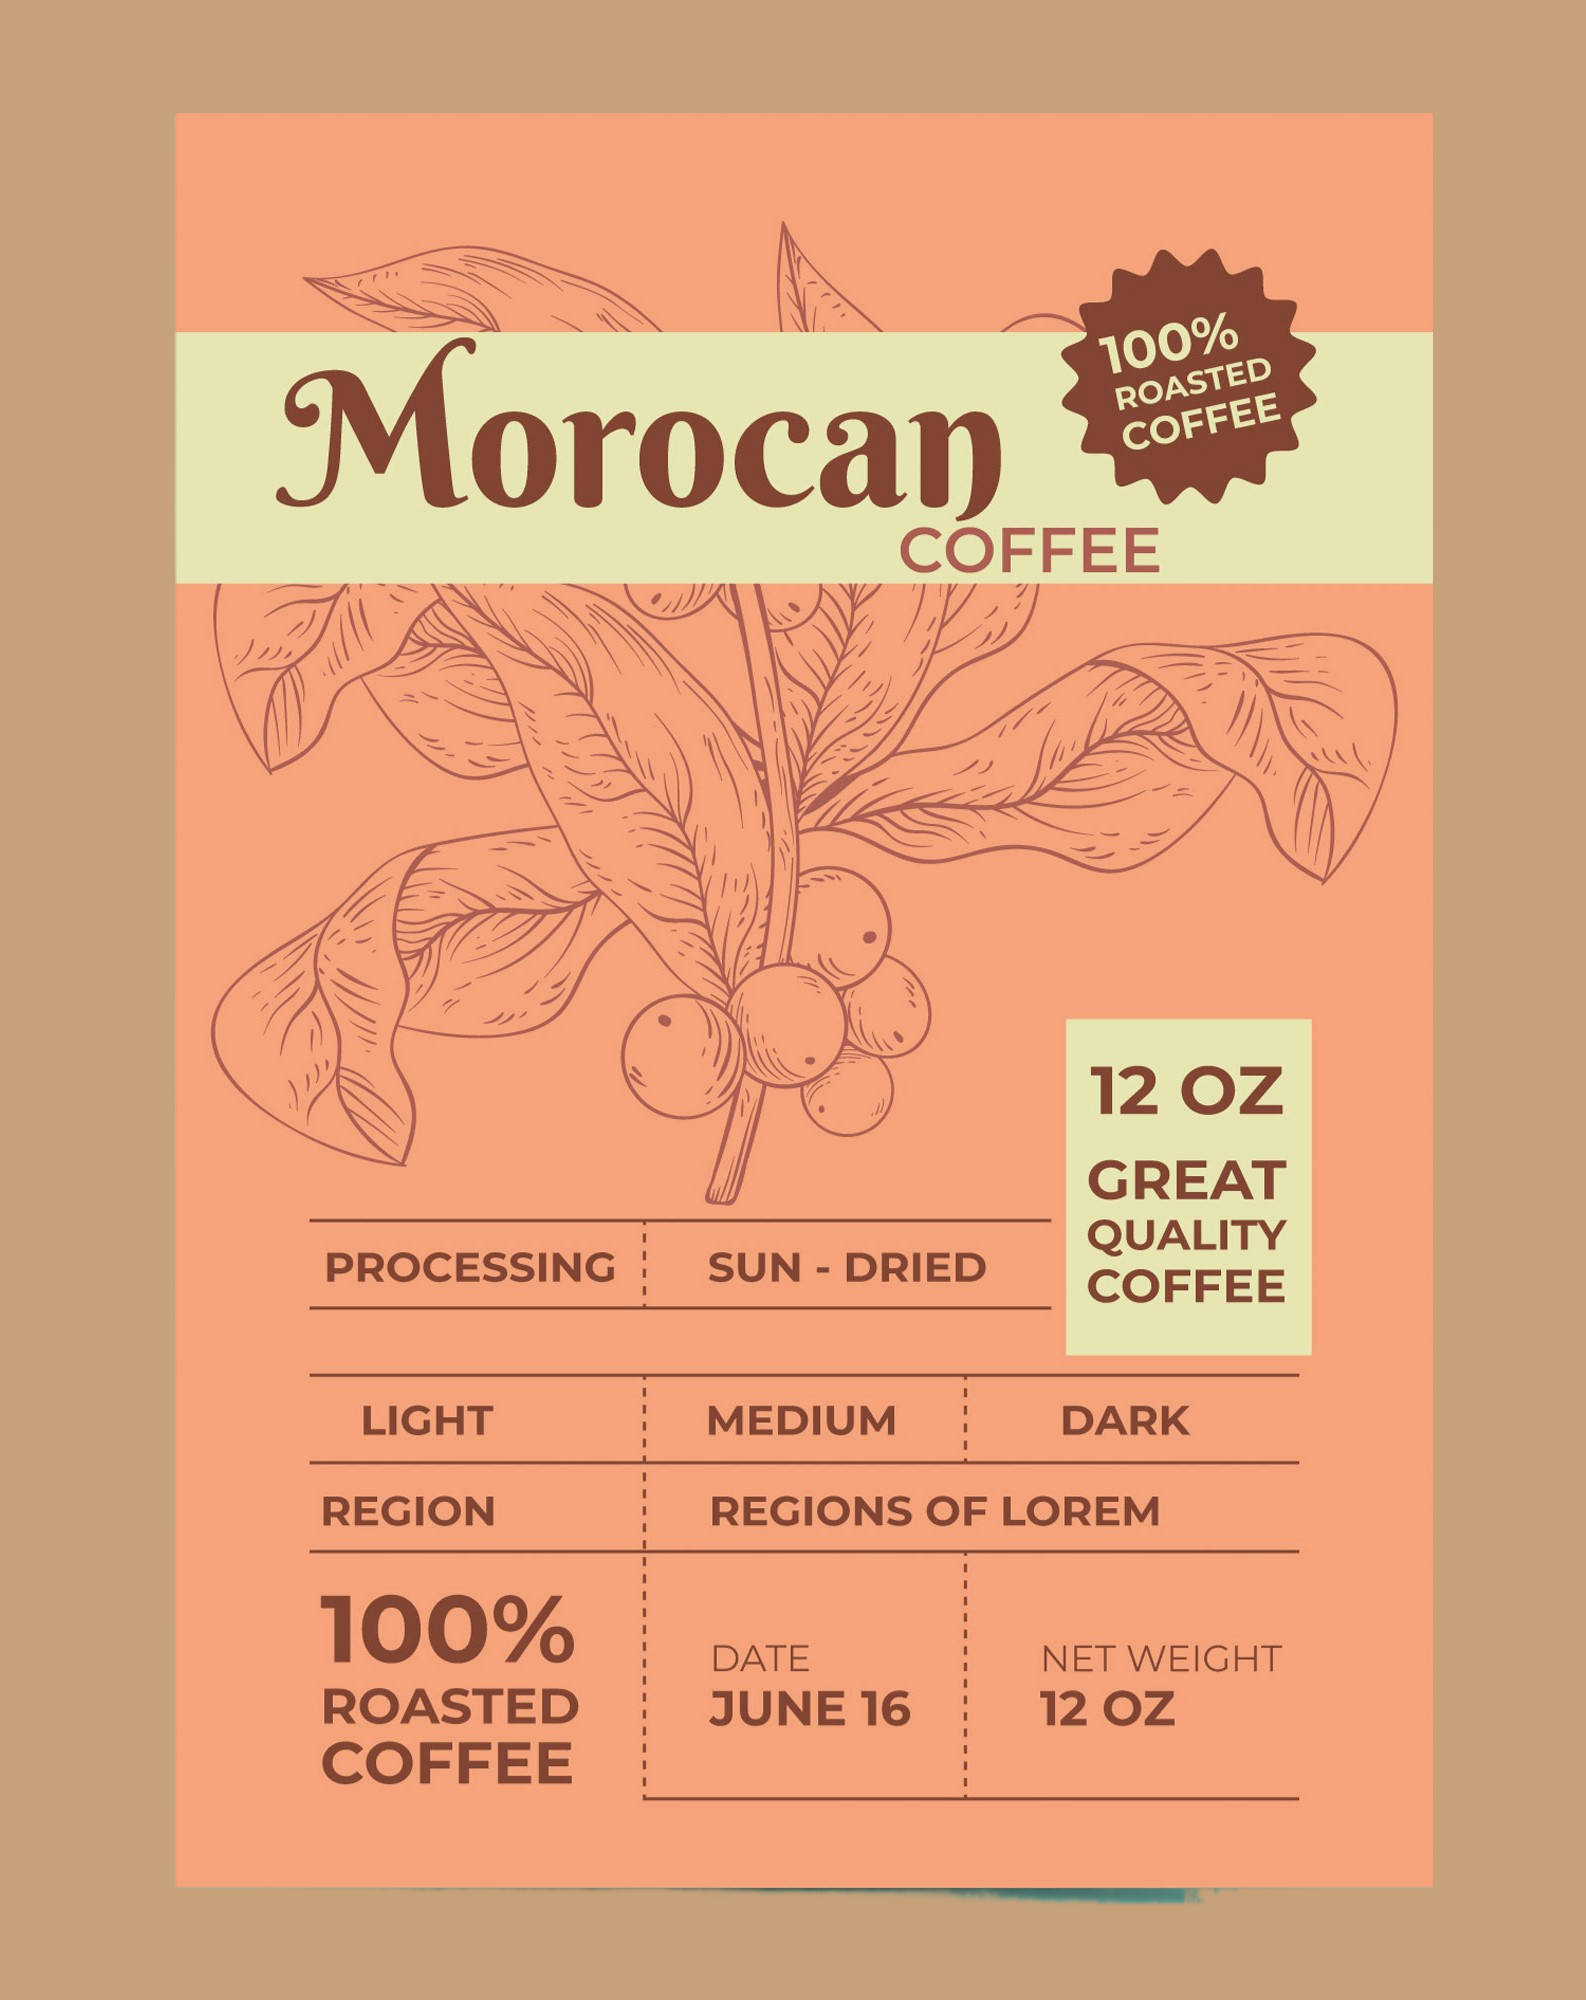 Morocan
COFFEE
100%
ROASTED
COFFEE
12 OZ
GREAT
QUALITY
COFFEE
PROCESSING SUN - DRIED
LIGHT MEDIUM DARK
REGION REGIONS OF LOREM
100%
ROASTED
COFFEE
DATE
JUNE 16
NET WEIGHT
12 OZ